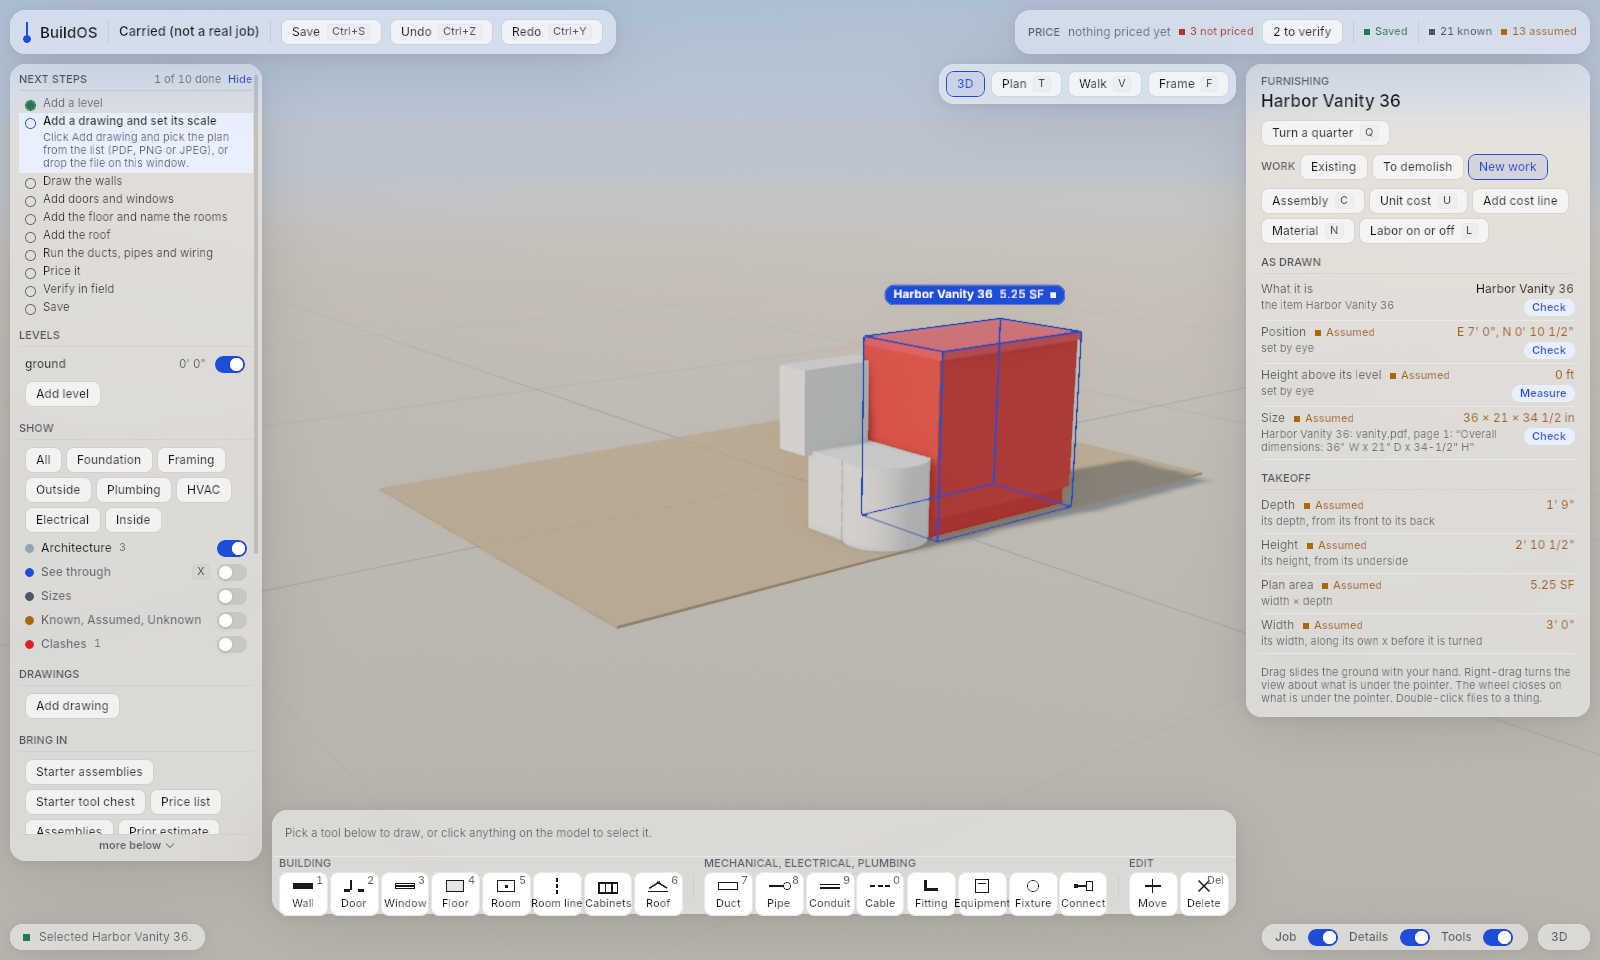 BuildOS
Carried (not a real job)
Save Ctrl+S
Undo Ctrl+Z
Redo Ctrl+Y
PRICE nothing priced yet 3 not priced
2 to verify
Saved
21 known 13 assumed
NEXT STEPS 1 of 10 done Hide
Add a level
Add a drawing and set its scale
Click Add drawing and pick the plan
from the list (PDF, PNG or JPEG), or
drop the file on this window.
Draw the walls
Add doors and windows
Add the floor and name the rooms
Add the roof
Run the ducts, pipes and wiring
Price it
Verify in field
Save
LEVELS
ground 0' 0"
Add level
SHOW
All Foundation Framing
Outside Plumbing HVAC
Electrical Inside
Architecture 3
See through X
Sizes
Known, Assumed, Unknown
Clashes 1
DRAWINGS
Add drawing
BRING IN
Starter assemblies
Starter tool chest Price list
Assemblies Prior estimate
more below
3D Plan T Walk V Frame F
Harbor Vanity 36 5.25 SF
FURNISHING
Harbor Vanity 36
Turn a quarter Q
WORK Existing To demolish New work
Assembly C Unit cost U Add cost line
Material N Labor on or off L
AS DRAWN
What it is Harbor Vanity 36
the item Harbor Vanity 36 Check
Position Assumed E 7' 0", N 0' 10 1/2"
set by eye Check
Height above its level Assumed 0 ft
set by eye Measure
Size Assumed 36 × 21 × 34 1/2 in
Harbor Vanity 36: vanity.pdf, page 1: "Overall Check
dimensions: 36" W x 21" D x 34-1/2" H"
TAKEOFF
Depth Assumed 1' 9"
its depth, from its front to its back
Height Assumed 2' 10 1/2"
its height, from its underside
Plan area Assumed 5.25 SF
width × depth
Width Assumed 3' 0"
its width, along its own x before it is turned
Drag slides the ground with your hand. Right-drag turns the
view about what is under the pointer. The wheel closes on
what is under the pointer. Double-click flies to a thing.
Pick a tool below to draw, or click anything on the model to select it.
BUILDING MECHANICAL, ELECTRICAL, PLUMBING EDIT
1 2 3 4 5 6 7 8 9 0 Del
Wall Door Window Floor Room Room line Cabinets Roof Duct Pipe Conduit Cable Fitting Equipment Fixture Connect Move Delete
Selected Harbor Vanity 36.
Job Details Tools 3D